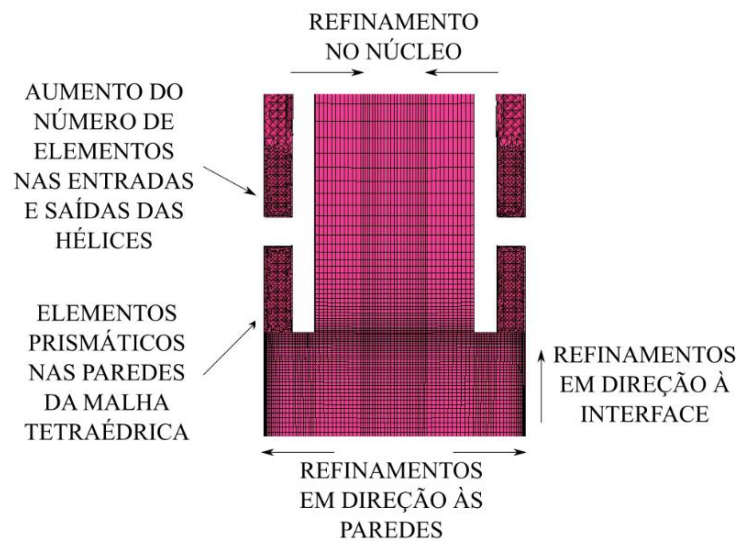 REFINAMENTO
NO NÚCLEO
AUMENTO DO
NÚMERO DE
ELEMENTOS
NAS ENTRADAS
E SAÍDAS DAS
HÉLICES
ELEMENTOS
PRISMÁTICOS
NAS PAREDES
DA MALHA
TETRAÉDRICA
REFINAMENTOS
EM DIREÇÃO À
INTERFACE
REFINAMENTOS
EM DIREÇÃO ÀS
PAREDES